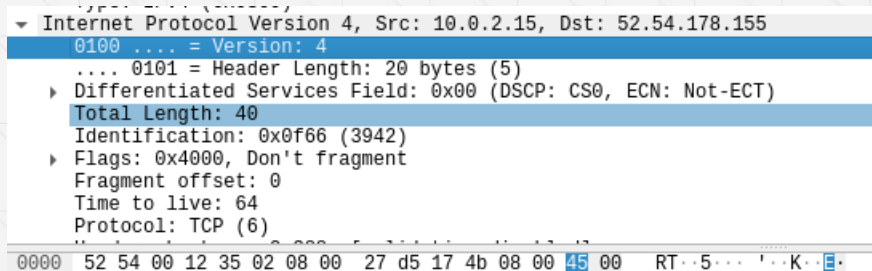 Internet Protocol Version 4, Src: 10.0.2.15, Dst: 52.54.178.155
0100 .... = Version: 4
.... 0101 = Header Length: 20 bytes (5)
Differentiated Services Field: 0x00 (DSCP: CS0, ECN: Not-ECT)
Total Length: 40
Identification: 0x0f66 (3942)
Flags: 0x4000, Don't fragment
Fragment offset: 0
Time to live: 64
Protocol: TCP (6)
0000 52 54 00 12 35 02 08 00 27 d5 17 4b 08 00 45 00 RT··5··· '··K··E·